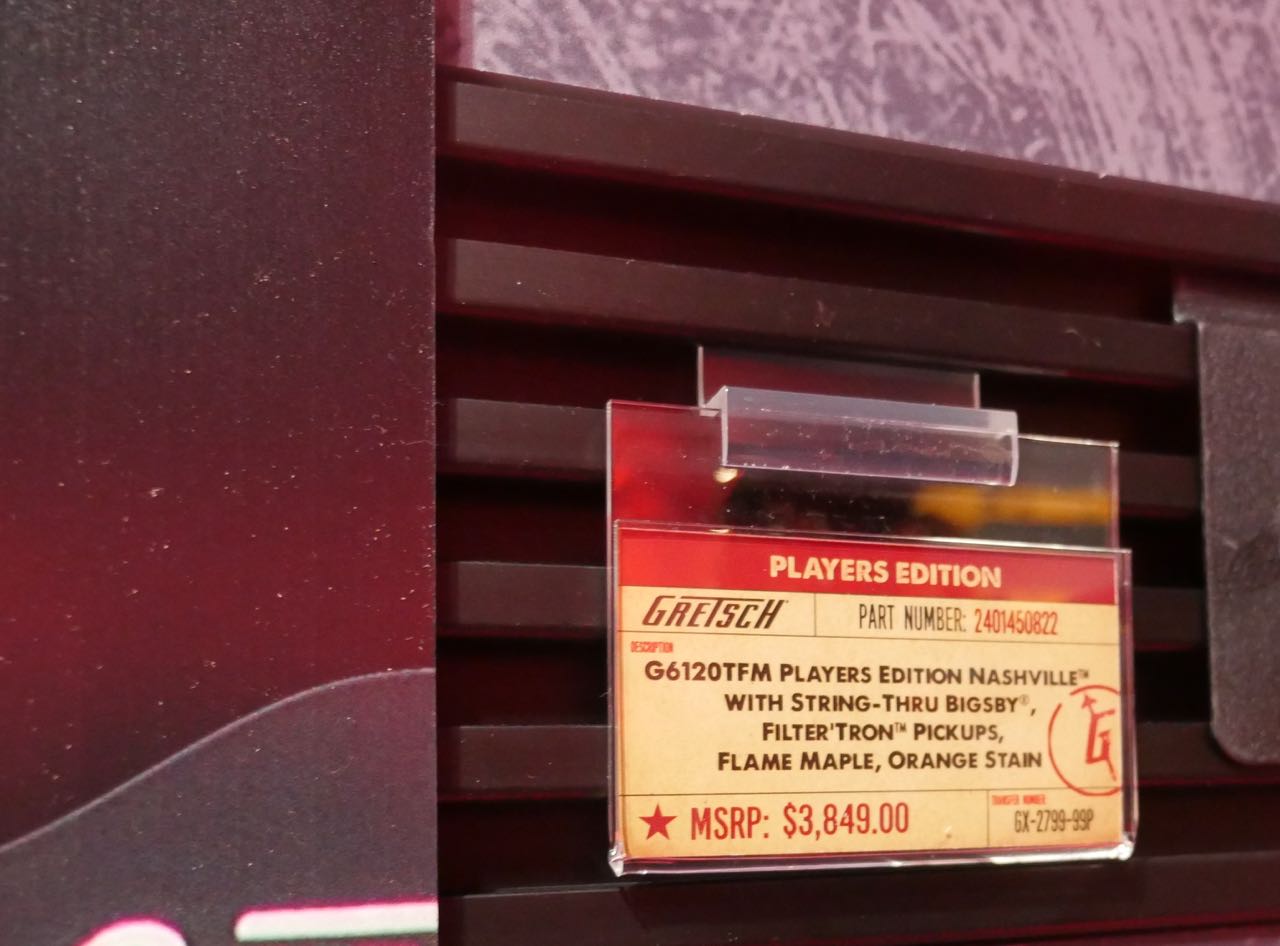 PLAYERS EDITION
GRETSCH
PART NUMBER: 2401450822
DESCRIPTION
G6120TFM PLAYERS EDITION NASHVILLE™
WITH STRING-THRU BIGSBY®,
FILTER'TRON™ PICKUPS,
FLAME MAPLE, ORANGE STAIN
G
★ MSRP: $3,849.00
TRANSFER NUMBER
GX-2799-99P